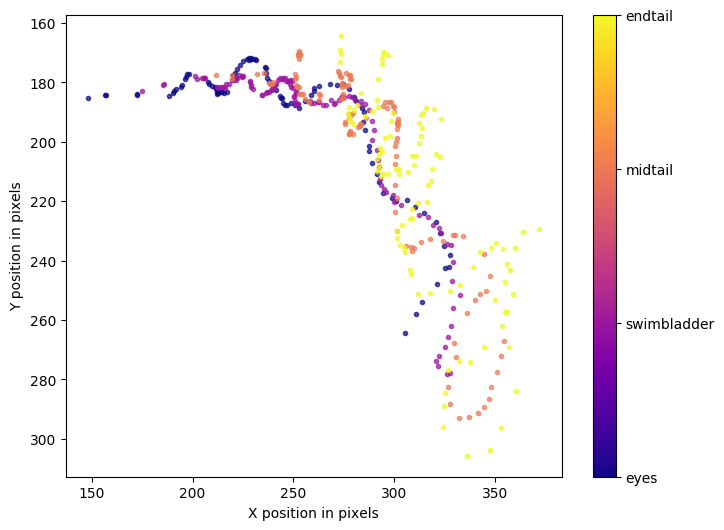 160
180
200
220
240
260
280
300
Y position in pixels
150
200
250
300
350
X position in pixels
endtail
midtail
swimbladder
eyes